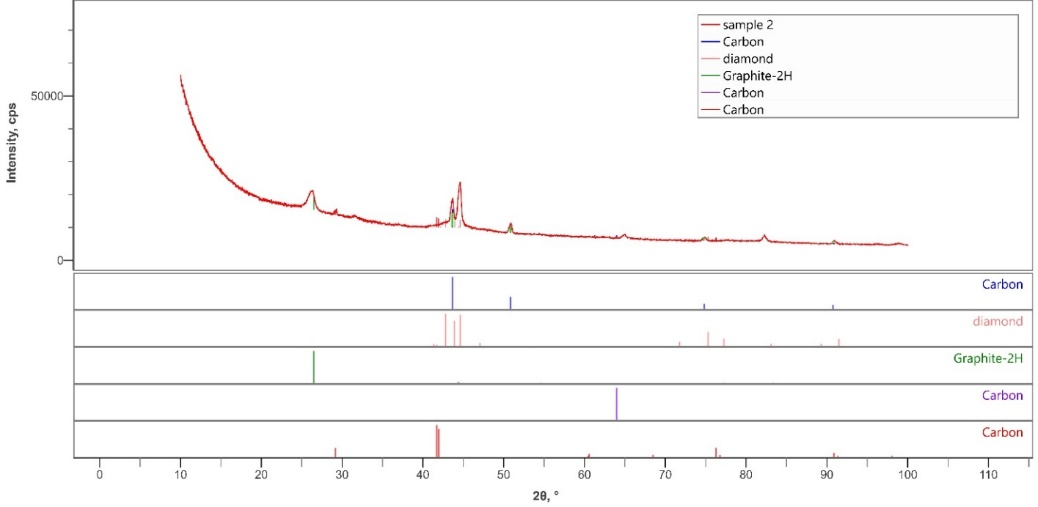 sample 2
Carbon
diamond
Graphite-2H
Carbon
Carbon
Intensity, cps
50000
0
Carbon
diamond
Graphite-2H
Carbon
Carbon
0 10 20 30 40 50 60 70 80 90 100 110
2θ, °